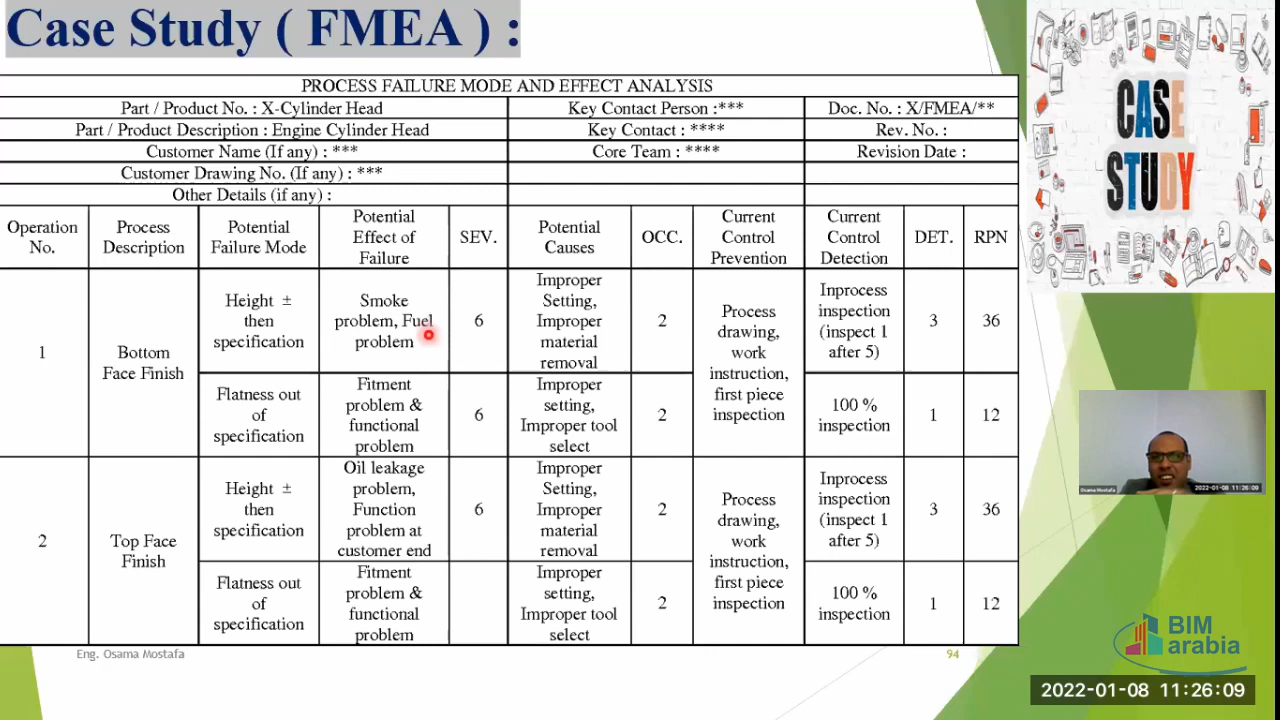 Case Study ( FMEA ) :
PROCESS FAILURE MODE AND EFFECT ANALYSIS
Part / Product No. : X-Cylinder Head
Key Contact Person :***
Doc. No. : X/FMEA/**
Part / Product Description : Engine Cylinder Head
Key Contact : ****
Rev. No. :
Customer Name (If any) : ***
Core Team : ****
Revision Date :
Customer Drawing No. (If any) : ***
Other Details (if any) :
Operation
No.
Process
Description
Potential
Failure Mode
Potential
Effect of
Failure
SEV.
Potential
Causes
OCC.
Current
Control
Prevention
Current
Control
Detection
DET.
RPN
1
Bottom
Face Finish
Height ±
then
specification
Smoke
problem, Fuel
problem
6
Improper
Setting,
Improper
material
removal
2
Process
drawing,
work
instruction,
first piece
inspection
Inprocess
inspection
(inspect 1
after 5)
3
36
Flatness out
of
specification
Fitment
problem &
functional
problem
6
Improper
setting,
Improper tool
select
2
100 %
inspection
1
12
2
Top Face
Finish
Height ±
then
specification
Oil leakage
problem,
Function
problem at
customer end
6
Improper
Setting,
Improper
material
removal
2
Process
drawing,
work
instruction,
first piece
inspection
Inprocess
inspection
(inspect 1
after 5)
3
36
Flatness out
of
specification
Fitment
problem &
functional
problem
Improper
setting,
Improper tool
select
2
100 %
inspection
1
12
Eng. Osama Mostafa
94
CASE
STUDY
Osama Mostafa
2022-01-08 11:26:09
BIM
arabia
2022-01-08 11:26:09